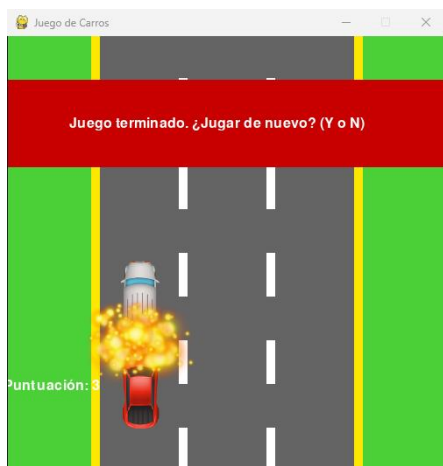 Juego de Carros
Juego terminado. ¿Jugar de nuevo? (Y o N)
Puntuación: 3